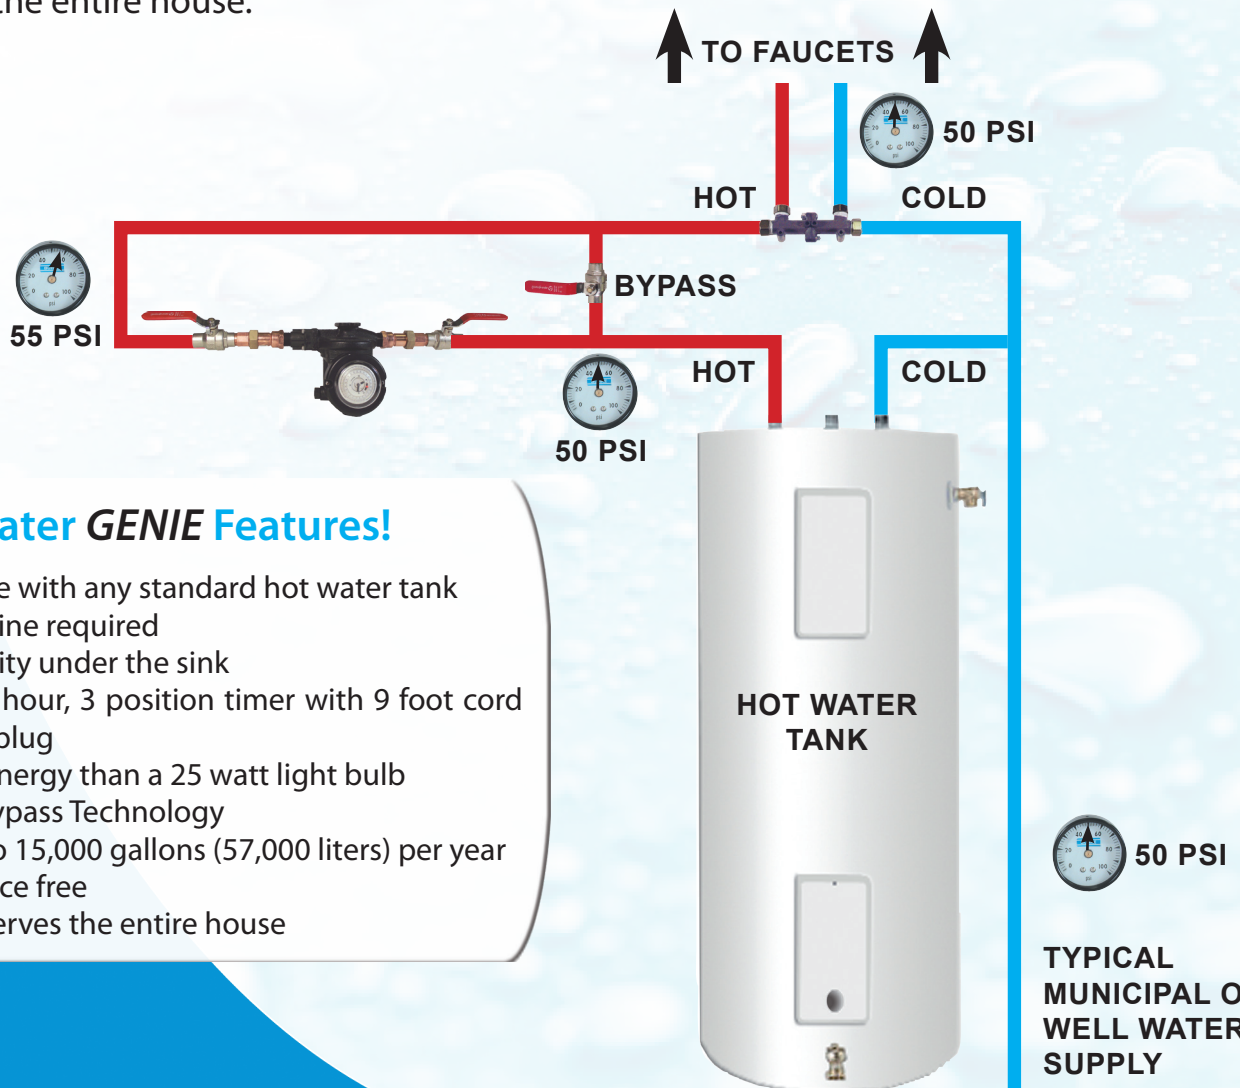 the entire house.
TO FAUCETS
50 PSI
HOT
COLD
BYPASS
55 PSI
HOT
COLD
50 PSI
ater GENIE Features!
e with any standard hot water tank
ine required
ity under the sink
hour, 3 position timer with 9 foot cord
plug
nergy than a 25 watt light bulb
ypass Technology
o 15,000 gallons (57,000 liters) per year
ce free
erves the entire house
HOT WATER
TANK
50 PSI
TYPICAL
MUNICIPAL O
WELL WATER
SUPPLY